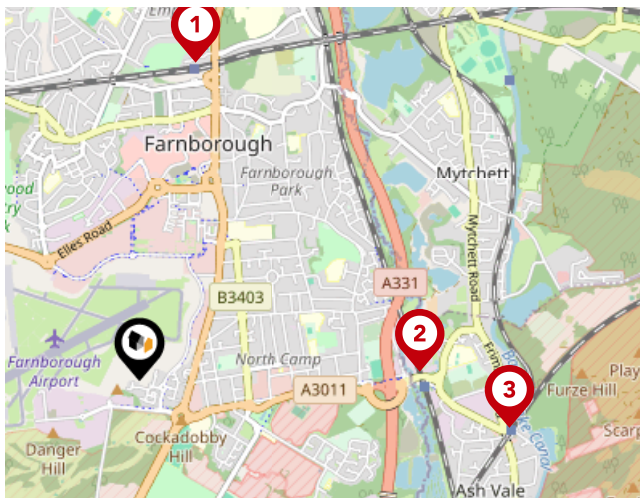 1
Farnborough
Farnborough
Park
Mytchett
Elles Road
Mytchett Road
A331
B3403
2
Farnborough
Airport
North Camp
A3011
3
Furze Hill
Cockadobby
Hill
Danger
Hill
Ash Vale